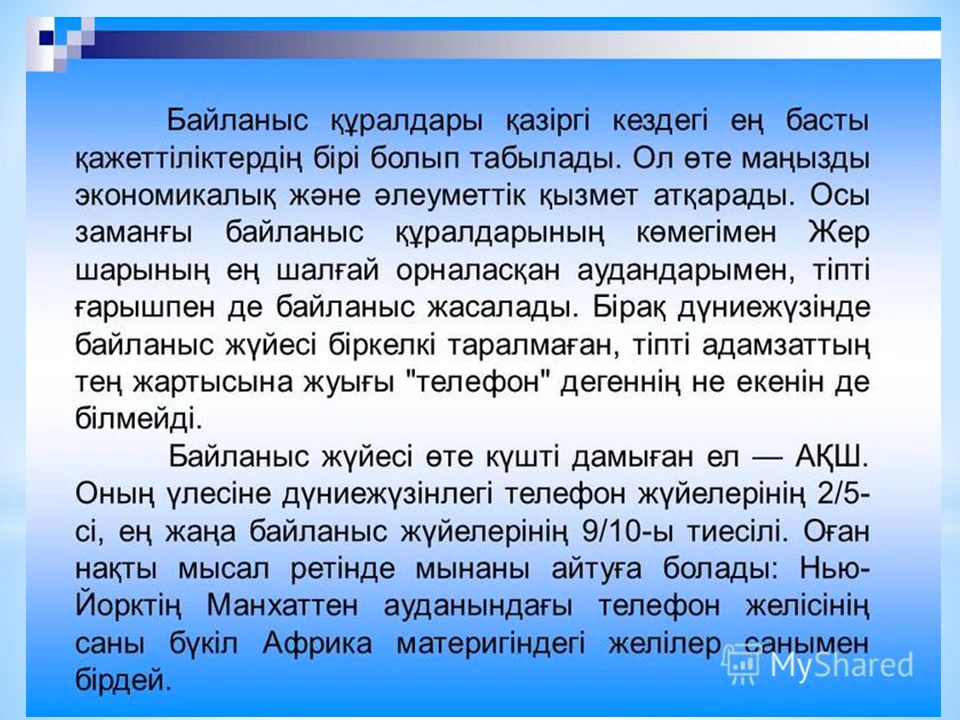 Байланыс құралдары қазіргі кездегі ең басты
қажеттіліктердің бірі болып табылады. Ол өте маңызды
экономикалық және әлеуметтік қызмет атқарады. Осы
заманғы байланыс құралдарының көмегімен Жер
шарының ең шалғай орналасқан аудандарымен, тіпті
ғарышпен де байланыс жасалады. Бірақ дүниежүзінде
байланыс жүйесі біркелкі таралмаған, тіпті адамзаттың
тең жартысына жуығы "телефон" дегеннің не екенін де
білмейді.
Байланыс жүйесі өте күшті дамыған ел — АҚШ.
Оның үлесіне дүниежүзінлегі телефон жүйелерінің 2/5-
сі, ең жаңа байланыс жүйелерінің 9/10-ы тиесілі. Оған
нақты мысал ретінде мынаны айтуға болады: Нью-
Йорктің Манхаттен ауданындағы телефон желісінің
саны бүкіл Африка материгіндегі желілер санымен
бірдей.
MyShared